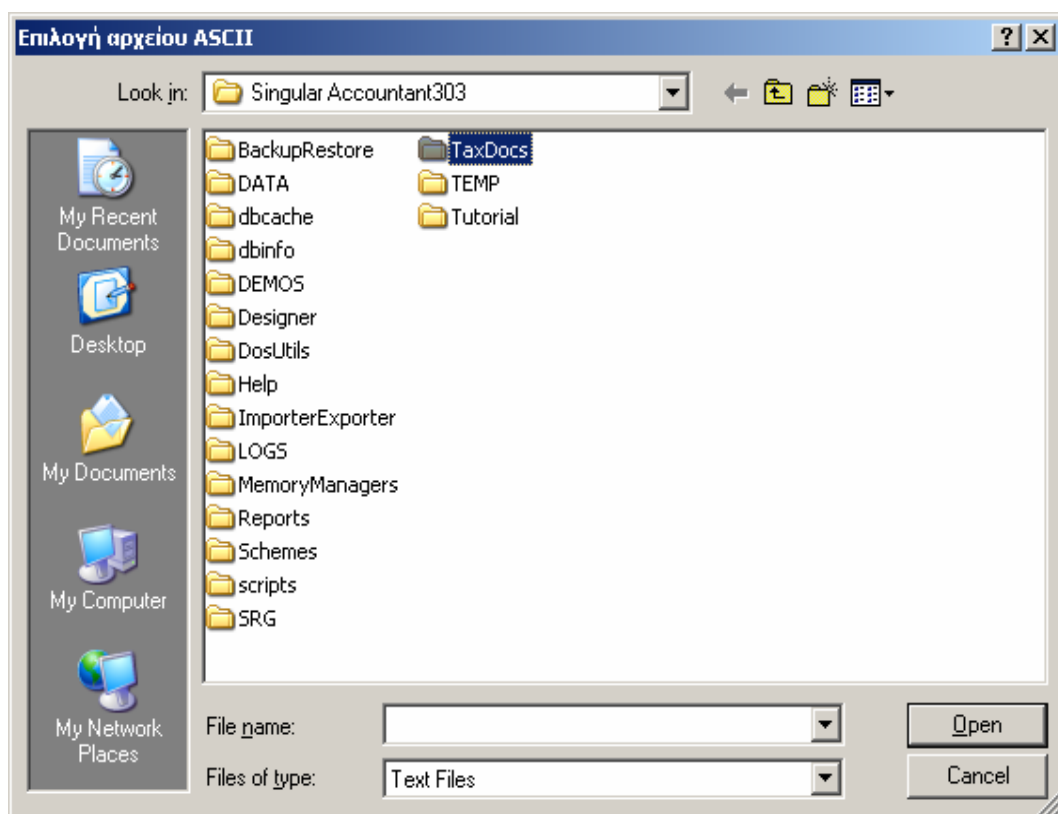 Επιλογή αρχείου ASCII
Look in:
Singular Accountant303
My Recent
Documents
Desktop
My Documents
My Computer
My Network
Places
BackupRestore
DATA
dbcache
dbinfo
DEMOS
Designer
DosUtils
Help
ImporterExporter
LOGS
MemoryManagers
Reports
Schemes
scripts
SRG
TaxDocs
TEMP
Tutorial
File name:
Open
Files of type:
Text Files
Cancel